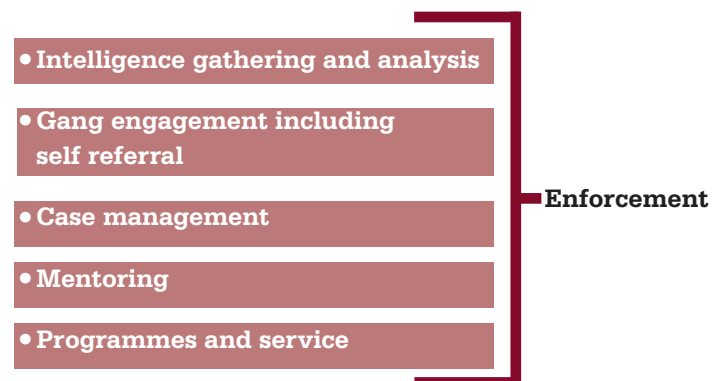 • Intelligence gathering and analysis
• Gang engagement including
self referral
• Case management
• Mentoring
• Programmes and service
Enforcement